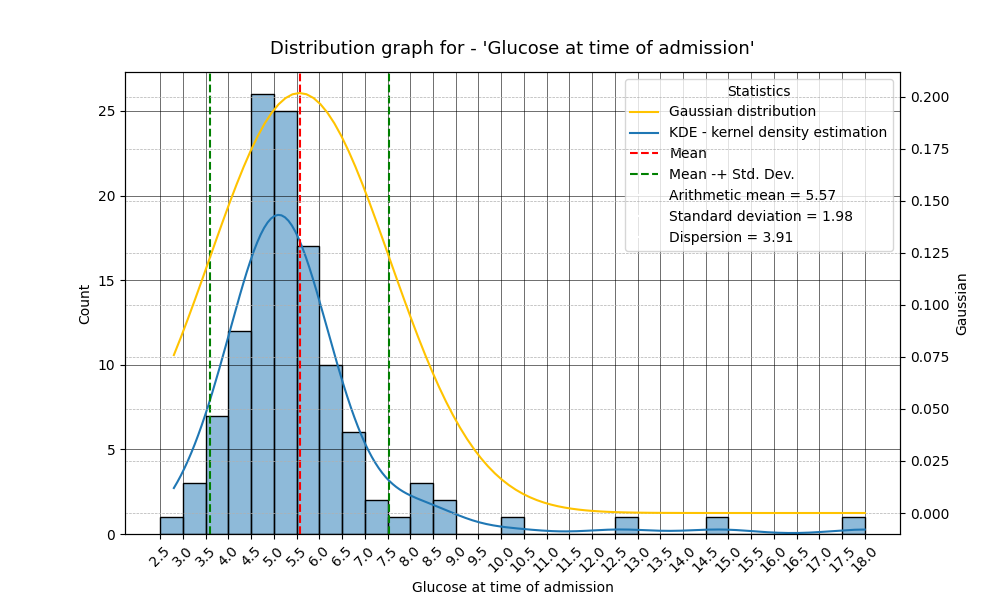 Distribution graph for - 'Glucose at time of admission'
Statistics
Gaussian distribution
KDE - kernel density estimation
Mean
Mean -+ Std. Dev.
Arithmetic mean = 5.57
Standard deviation = 1.98
Dispersion = 3.91
Count
25
20
15
10
5
0
0.200
0.175
0.150
0.125
0.100
0.075
0.050
0.025
0.000
Gaussian
2.5 3.0 3.5 4.0 4.5 5.0 5.5 6.0 6.5 7.0 7.5 8.0 8.5 9.0 9.5 10.0 10.5 11.0 11.5 12.0 12.5 13.0 13.5 14.0 14.5 15.0 15.5 16.0 16.5 17.0 17.5 18.0
Glucose at time of admission